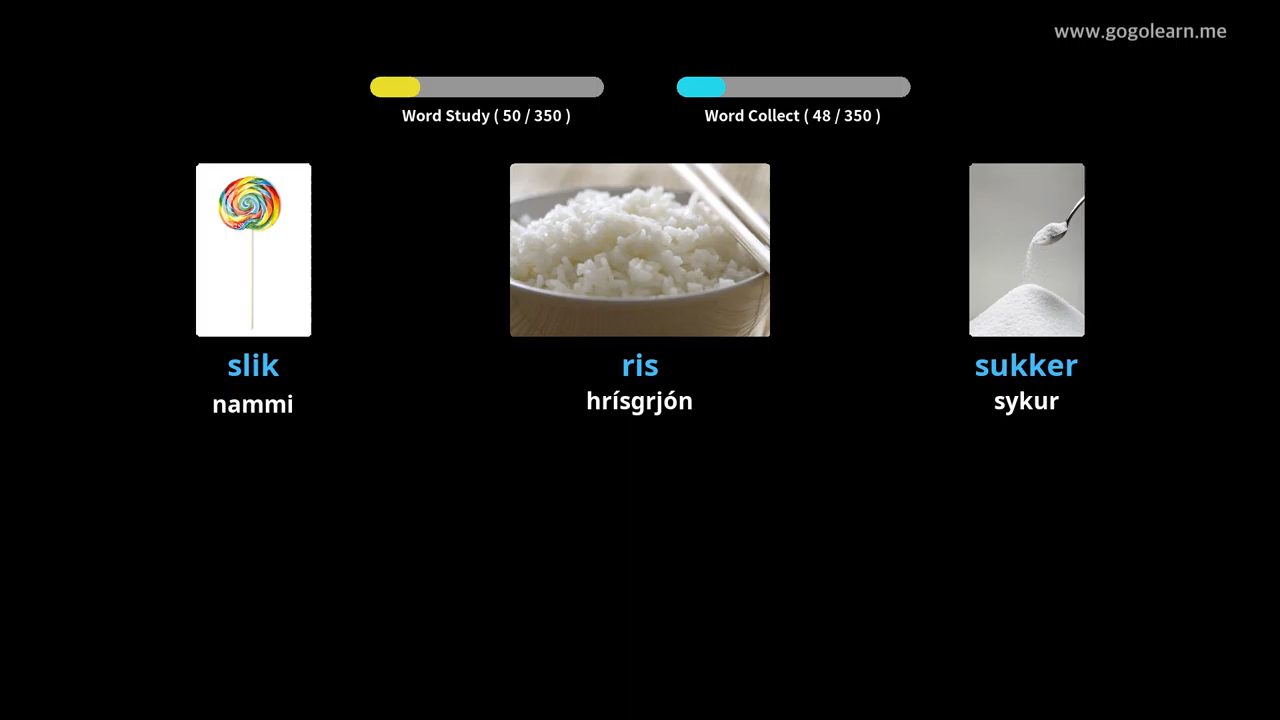 www.gogolearn.me
Word Study ( 50 / 350 )
Word Collect ( 48 / 350 )
slik
nammi
ris
hrísgrjón
sukker
sykur